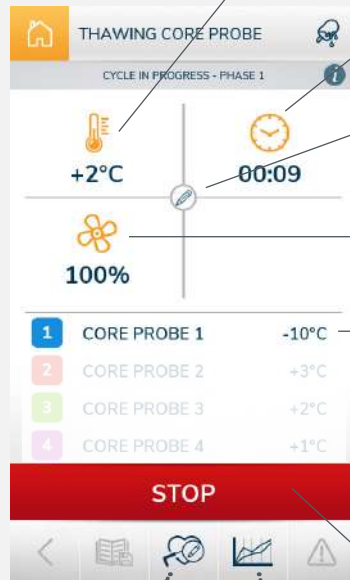 THAWING CORE PROBE
CYCLE IN PROGRESS - PHASE 1
i
+2°C
00:09
100%
1 CORE PROBE 1 -10°C
2 CORE PROBE 2 +3°C
3 CORE PROBE 3 +2°C
4 CORE PROBE 4 +1°C
STOP